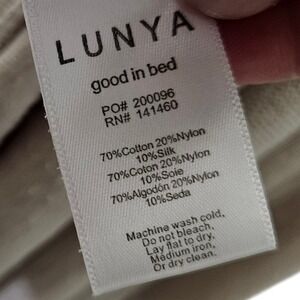 LUNYA
good in bed
PO# 200096
RN# 141460
70%Cotton 20%Nylon
10%Silk
70%Coton 20%Nylon
10%Soie
70%Algodón 20%Nylon
10%Seda
Machine wash cold,
Do not bleach,
Lay flat to dry,
Medium iron,
Or dry clean.